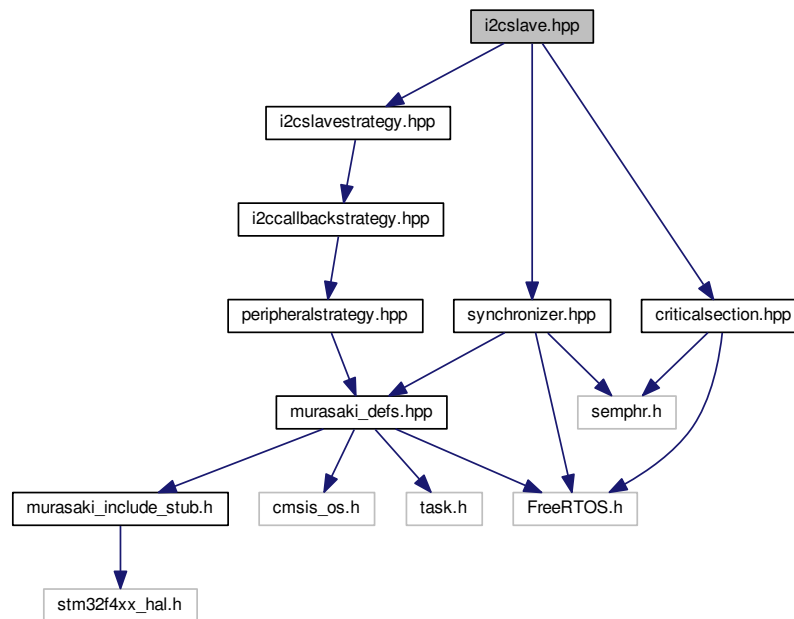 i2cslave.hpp
i2cslavestrategy.hpp
i2ccallbackstrategy.hpp
peripheralstrategy.hpp
synchronizer.hpp
criticalsection.hpp
murasaki_defs.hpp
semphr.h
murasaki_include_stub.h
cmsis_os.h
task.h
FreeRTOS.h
stm32f4xx_hal.h